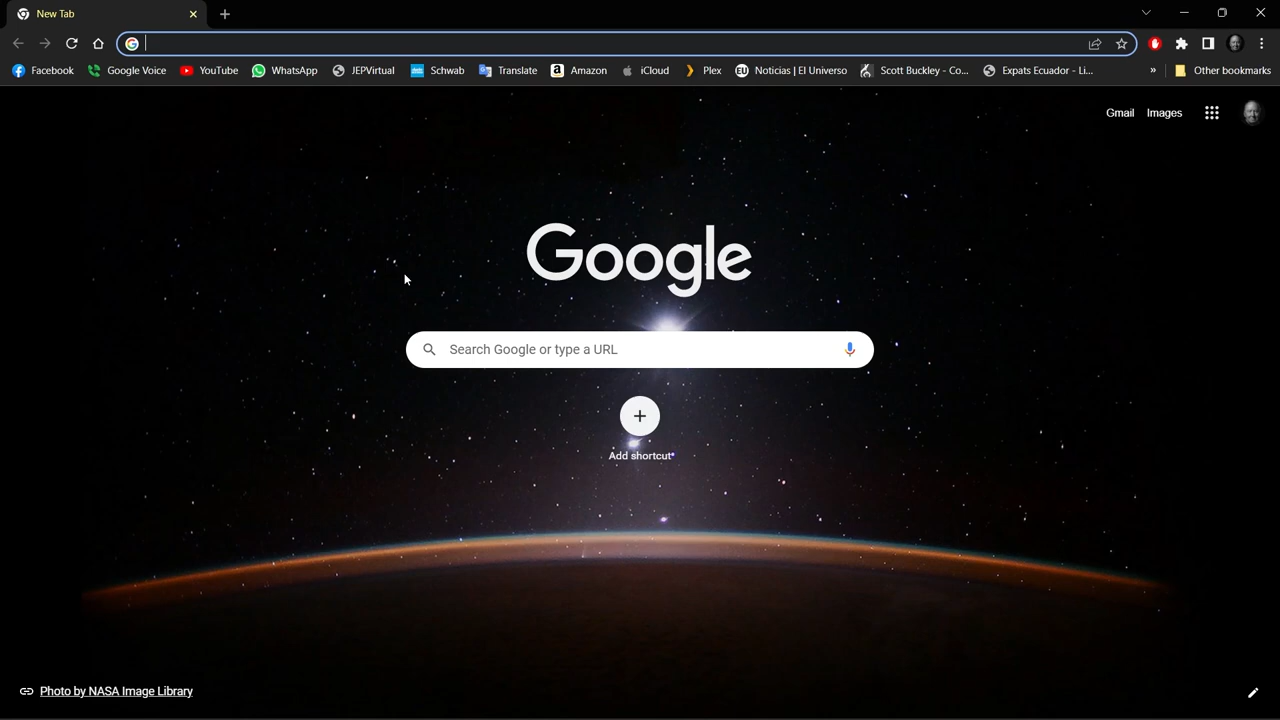 New Tab
Facebook Google Voice YouTube WhatsApp JEPVirtual Schwab Translate Amazon iCloud Plex EU Noticias | El Universo Scott Buckley - Co... Expats Ecuador - Li... » Other bookmarks
Gmail Images
Google
Search Google or type a URL
Add shortcut
Photo by NASA Image Library